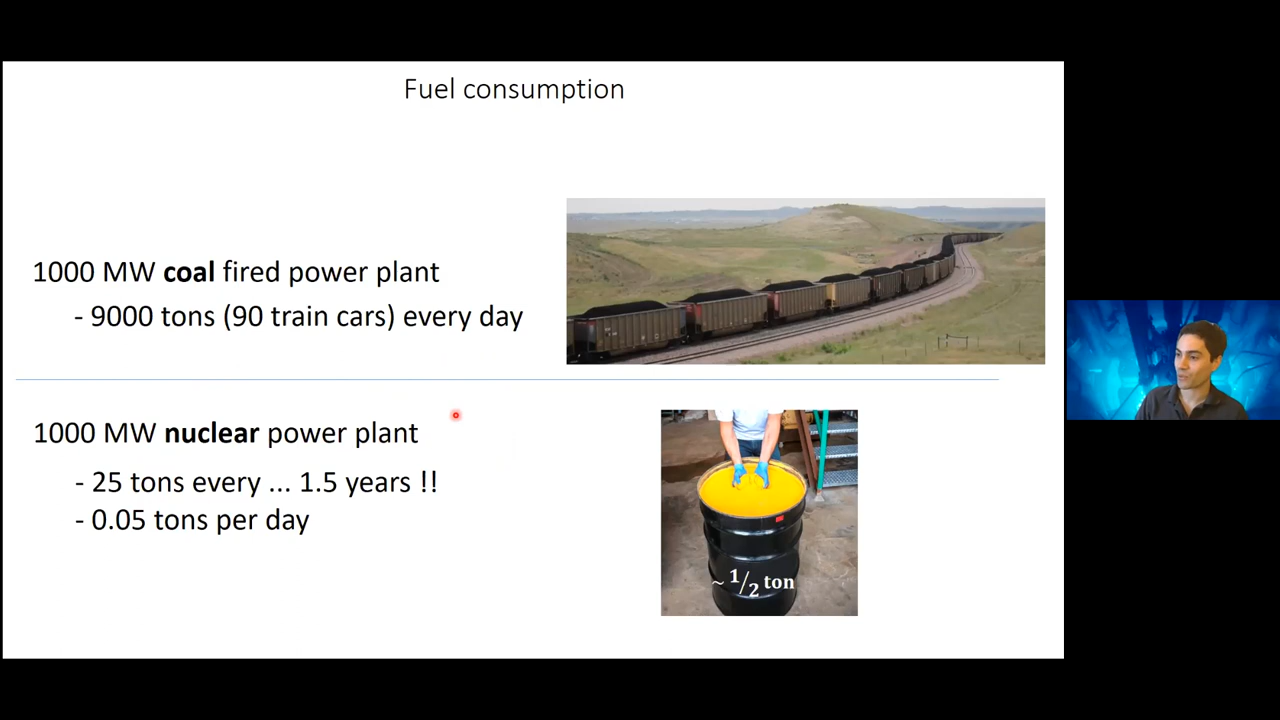 Fuel consumption
1000 MW coal fired power plant
- 9000 tons (90 train cars) every day
1000 MW nuclear power plant
- 25 tons every ... 1.5 years !!
- 0.05 tons per day
~ 1/2 ton